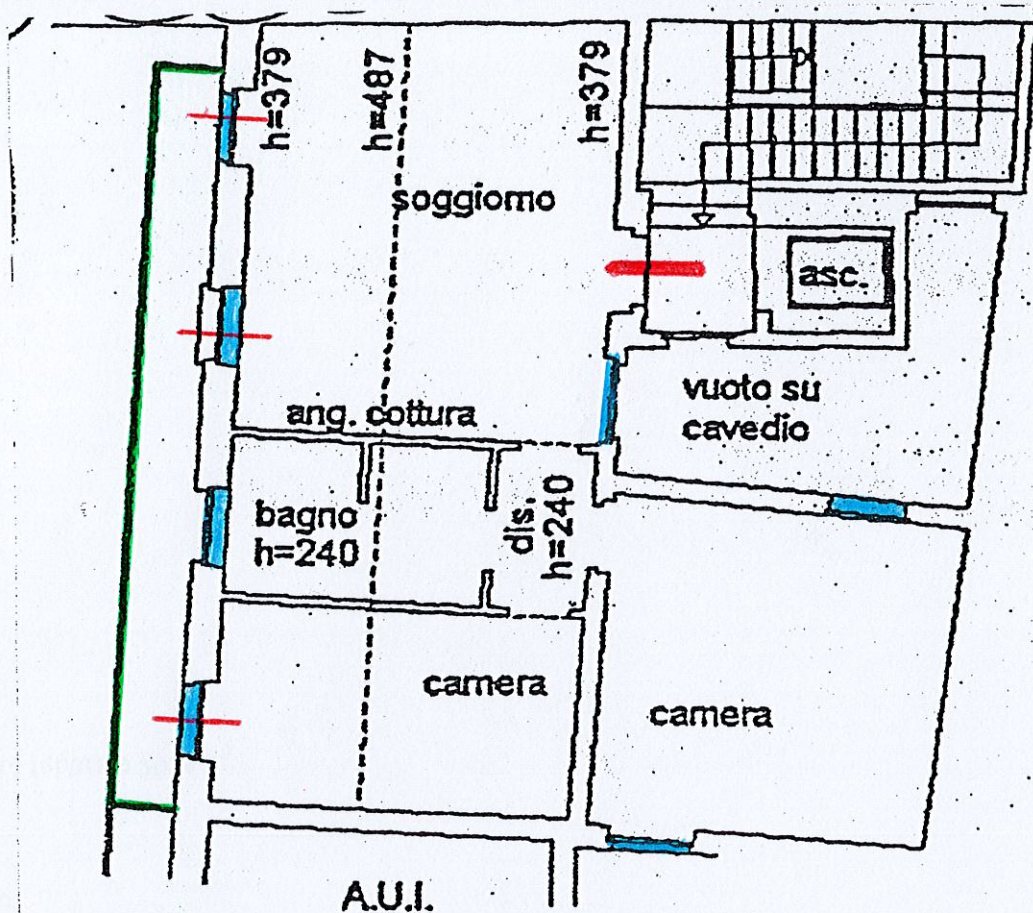 h=379
h=487
h=379
soggiorno
asc.
vuoto su
cavedio
ang. cottura
bagno
h=240
dis.
h=240
camera
camera
A.U.I.